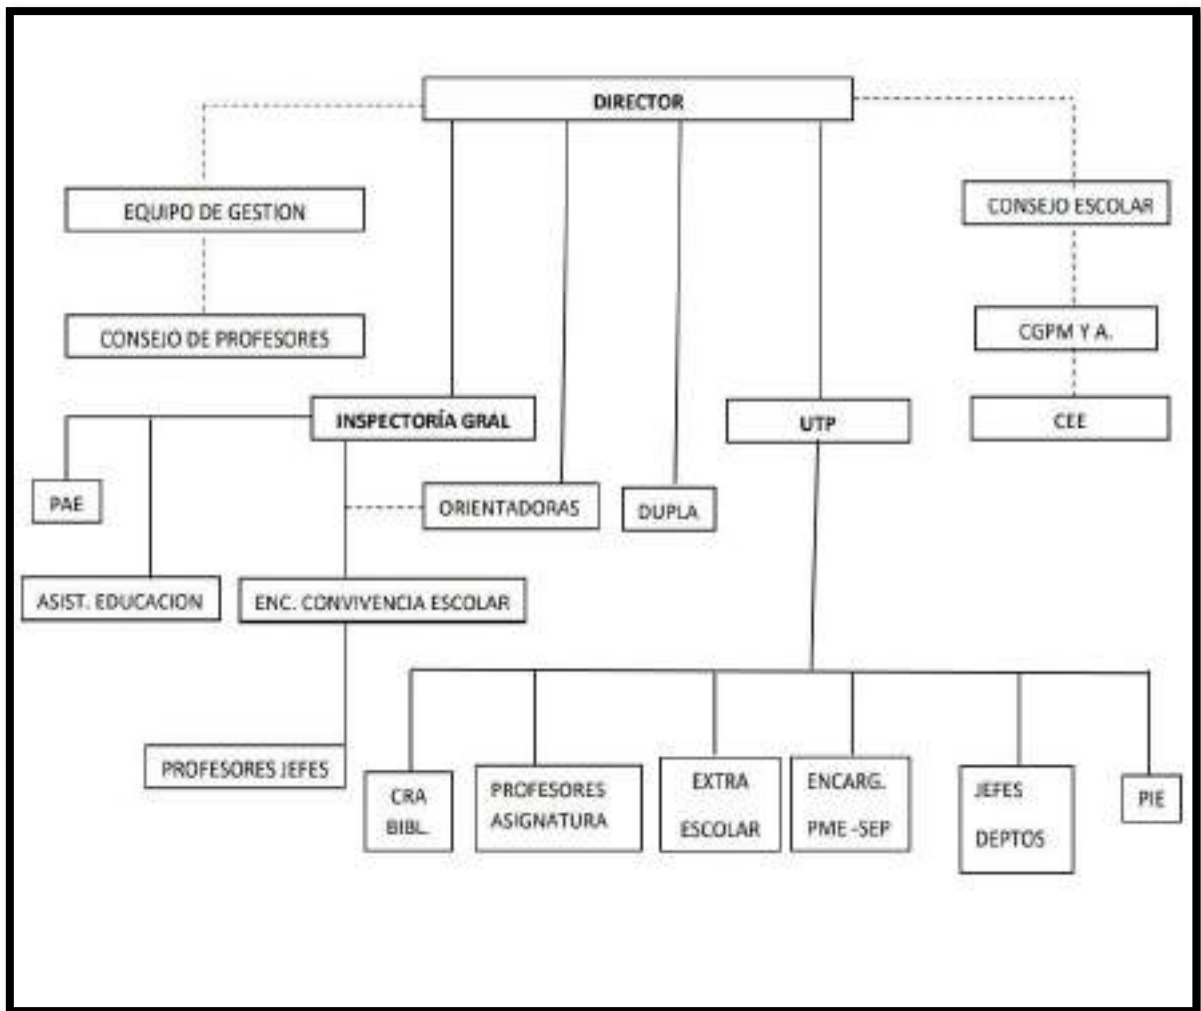 DIRECTOR
EQUIPO DE GESTION
CONSEJO ESCOLAR
CONSEJO DE PROFESORES
CGPM Y A.
INSPECTORÍA GRAL
UTP
CEE
PAE
ORIENTADORAS
DUPLA
ASIST. EDUCACION
ENC. CONVIVENCIA ESCOLAR
PROFESORES JEFES
CRA
BIBL.
PROFESORES
ASIGNATURA
EXTRA
ESCOLAR
ENCARG.
PME -SEP
JEFES
DEPTOS
PIE